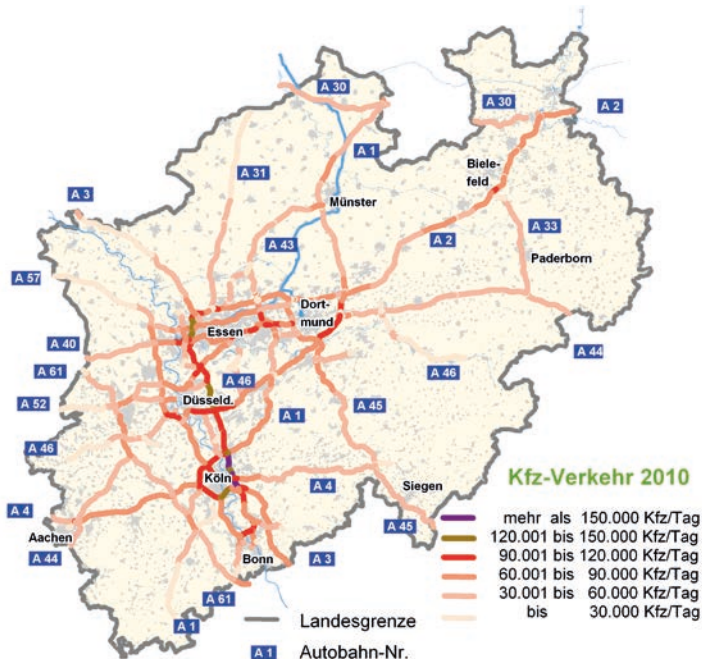 A 30
A 30
A 2
A 1
Biele-
feld
A 31
A 3
Münster
A 33
A 2
A 43
Paderborn
A 57
Dort-
mund
Essen
A 40
A 44
A 61
A 46
A 46
A 52
Düsseld.
A 45
A 1
A 46
Siegen
Köln
A 4
A 4
Aachen
A 45
A 44
Bonn
A 3
A 61
A 1
Kfz-Verkehr 2010
mehr als 150.000 Kfz/Tag
120.001 bis 150.000 Kfz/Tag
90.001 bis 120.000 Kfz/Tag
60.001 bis 90.000 Kfz/Tag
30.001 bis 60.000 Kfz/Tag
bis 30.000 Kfz/Tag
Landesgrenze
A 1 Autobahn-Nr.